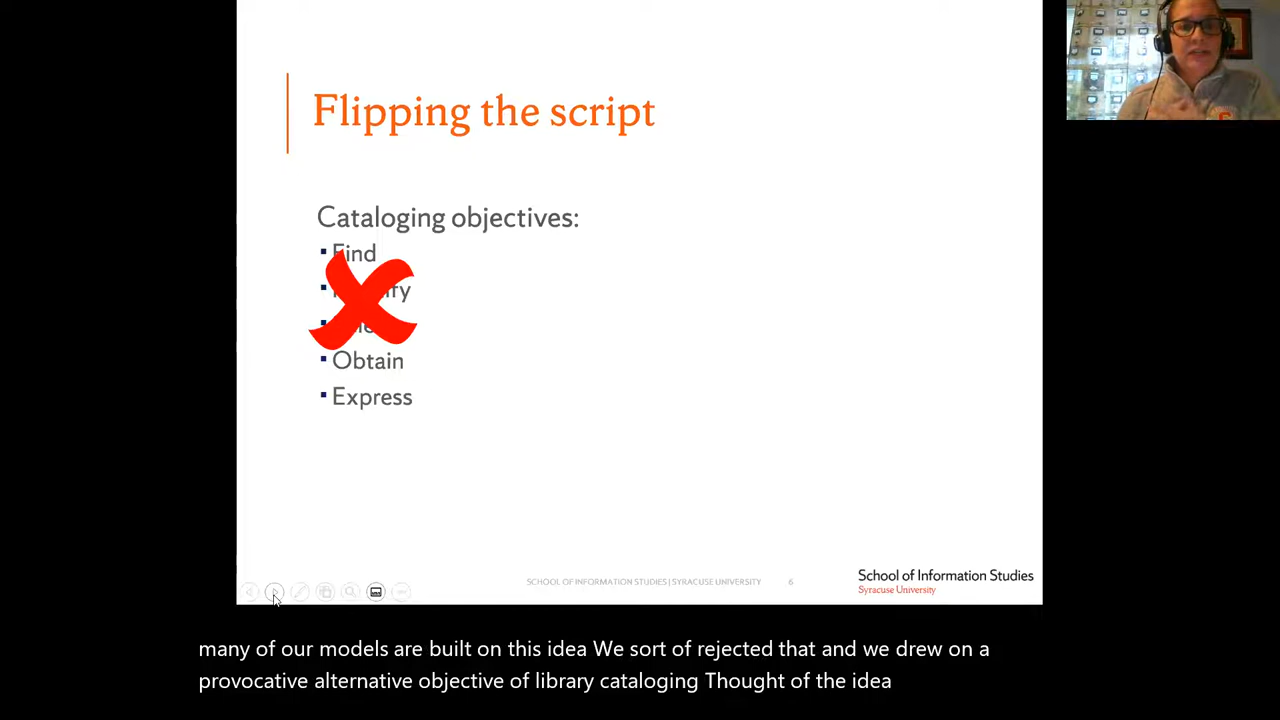 Flipping the script
Cataloging objectives:
▪ Find
▪
▪
▪ Obtain
▪ Express
SCHOOL OF INFORMATION STUDIES | SYRACUSE UNIVERSITY 6
School of Information Studies
Syracuse University
many of our models are built on this idea We sort of rejected that and we drew on a
provocative alternative objective of library cataloging Thought of the idea